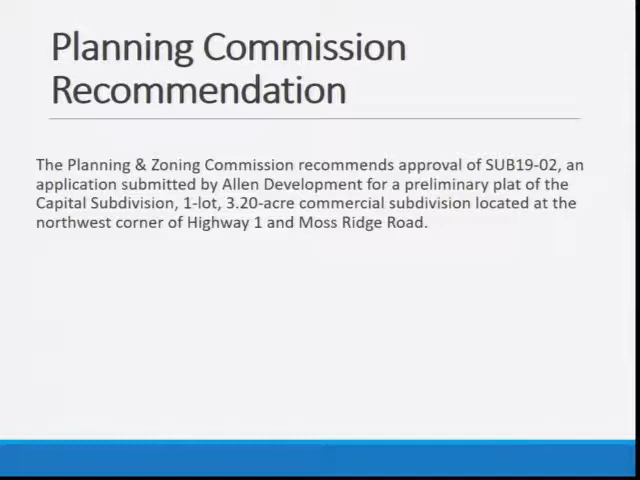 Planning Commission
Recommendation
The Planning & Zoning Commission recommends approval of SUB19-02, an
application submitted by Allen Development for a preliminary plat of the
Capital Subdivision, 1-lot, 3.20-acre commercial subdivision located at the
northwest corner of Highway 1 and Moss Ridge Road.